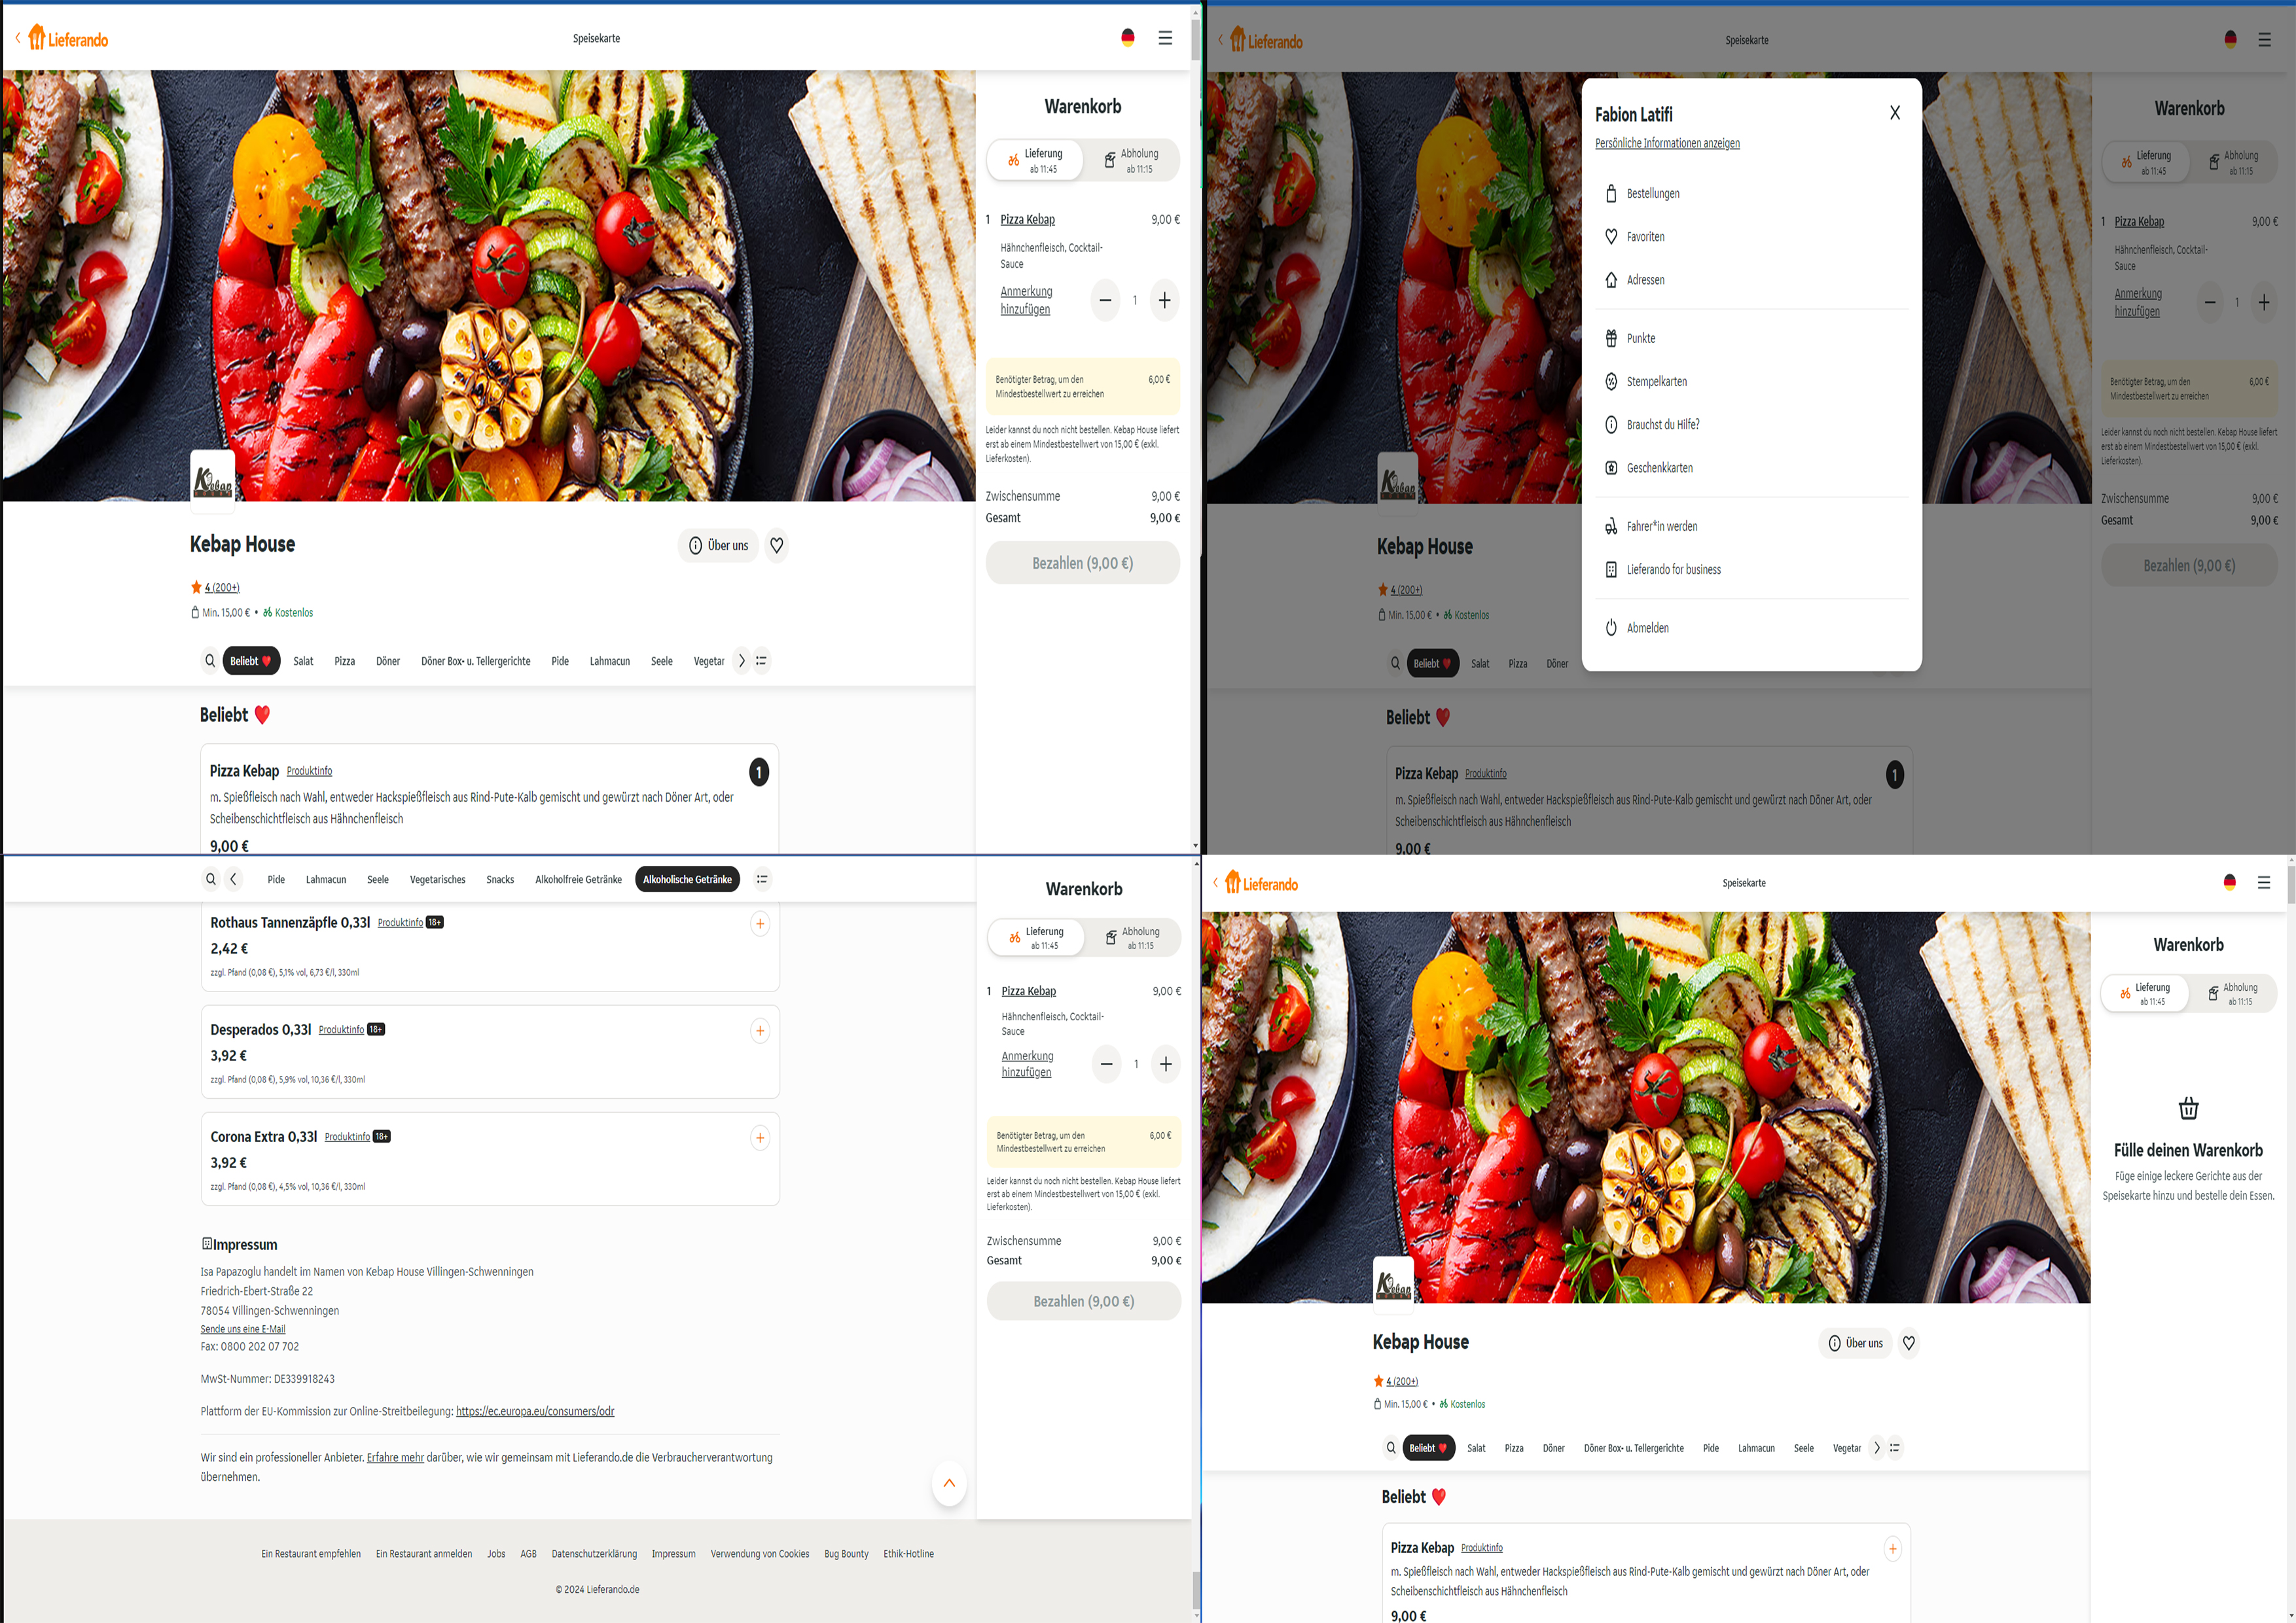 Lieferando
Speisekarte
Warenkorb
Lieferung
ab 11:45
Abholung
ab 11:15
1 Pizza Kebap 9,00 €
Hähnchenfleisch, Cocktail-
Sauce
Anmerkung
hinzufügen
1
Benötigter Betrag, um den 6,00 €
Mindestbestellwert zu erreichen
Leider kannst du noch nicht bestellen. Kebap House liefert
erst ab einem Mindestbestellwert von 15,00 € (exkl.
Lieferkosten).
Zwischensumme 9,00 €
Gesamt 9,00 €
Bezahlen (9,00 €)
Kebap
Kebap House
Über uns
4 (200+)
Min. 15,00 € • Kostenlos
Beliebt Salat Pizza Döner Döner Box- u. Tellergerichte Pide Lahmacun Seele Vegetar
Beliebt
Pizza Kebap Produktinfo 1
m. Spießfleisch nach Wahl, entweder Hackspießfleisch aus Rind-Pute-Kalb gemischt und gewürzt nach Döner Art, oder
Scheibenschichtfleisch aus Hähnchenfleisch
9,00 €
Lieferando
Speisekarte
Fabion Latifi X
Persönliche Informationen anzeigen
Bestellungen
Favoriten
Adressen
Punkte
Stempelkarten
Brauchst du Hilfe?
Geschenkkarten
Fahrer*in werden
Lieferando for business
Abmelden
Warenkorb
Lieferung
ab 11:45
Abholung
ab 11:15
1 Pizza Kebap 9,00 €
Hähnchenfleisch, Cocktail-
Sauce
Anmerkung
hinzufügen
1
Benötigter Betrag, um den 6,00 €
Mindestbestellwert zu erreichen
Leider kannst du noch nicht bestellen. Kebap House liefert
erst ab einem Mindestbestellwert von 15,00 € (exkl.
Lieferkosten).
Zwischensumme 9,00 €
Gesamt 9,00 €
Bezahlen (9,00 €)
Kebap
Kebap House
4 (200+)
Min. 15,00 € • Kostenlos
Beliebt Salat Pizza Döner
Beliebt
Pizza Kebap Produktinfo 1
m. Spießfleisch nach Wahl, entweder Hackspießfleisch aus Rind-Pute-Kalb gemischt und gewürzt nach Döner Art, oder
Scheibenschichtfleisch aus Hähnchenfleisch
9,00 €
Pide Lahmacun Seele Vegetarisches Snacks Alkoholfreie Getränke Alkoholische Getränke
Rothaus Tannenzäpfle 0,33l Produktinfo 18+
2,42 €
zzgl. Pfand (0,08 €), 5,1% vol, 6,73 €/l, 330ml
Desperados 0,33l Produktinfo 18+
3,92 €
zzgl. Pfand (0,08 €), 5,9% vol, 10,36 €/l, 330ml
Corona Extra 0,33l Produktinfo 18+
3,92 €
zzgl. Pfand (0,08 €), 4,5% vol, 10,36 €/l, 330ml
Impressum
Isa Papazoglu handelt im Namen von Kebap House Villingen-Schwenningen
Friedrich-Ebert-Straße 22
78054 Villingen-Schwenningen
Sende uns eine E-Mail
Fax: 0800 202 07 702
MwSt-Nummer: DE339918243
Plattform der EU-Kommission zur Online-Streitbeilegung: https://ec.europa.eu/consumers/odr
Wir sind ein professioneller Anbieter. Erfahre mehr darüber, wie wir gemeinsam mit Lieferando.de die Verbraucherverantwortung
übernehmen.
Warenkorb
Lieferung
ab 11:45
Abholung
ab 11:15
1 Pizza Kebap 9,00 €
Hähnchenfleisch, Cocktail-
Sauce
Anmerkung
hinzufügen
1
Benötigter Betrag, um den 6,00 €
Mindestbestellwert zu erreichen
Leider kannst du noch nicht bestellen. Kebap House liefert
erst ab einem Mindestbestellwert von 15,00 € (exkl.
Lieferkosten).
Zwischensumme 9,00 €
Gesamt 9,00 €
Bezahlen (9,00 €)
Ein Restaurant empfehlen Ein Restaurant anmelden Jobs AGB Datenschutzerklärung Impressum Verwendung von Cookies Bug Bounty Ethik-Hotline
© 2024 Lieferando.de
Lieferando
Speisekarte
Warenkorb
Lieferung
ab 11:45
Abholung
ab 11:15
Fülle deinen Warenkorb
Füge einige leckere Gerichte aus der
Speisekarte hinzu und bestelle dein Essen.
Kebap
Kebap House
Über uns
4 (200+)
Min. 15,00 € • Kostenlos
Beliebt Salat Pizza Döner Döner Box- u. Tellergerichte Pide Lahmacun Seele Vegetar
Beliebt
Pizza Kebap Produktinfo
m. Spießfleisch nach Wahl, entweder Hackspießfleisch aus Rind-Pute-Kalb gemischt und gewürzt nach Döner Art, oder
Scheibenschichtfleisch aus Hähnchenfleisch
9,00 €